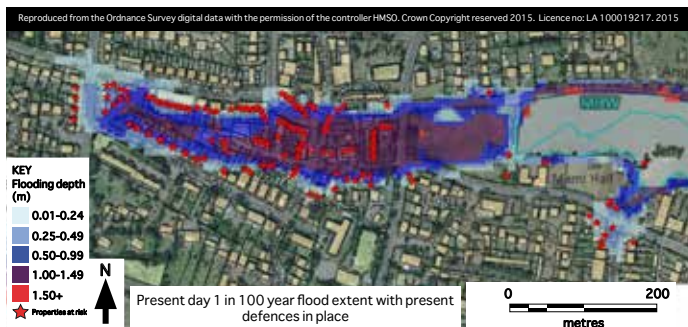 Reproduced from the Ordnance Survey digital data with the permission of the controller HMSO. Crown Copyright reserved 2015. Licence no: LA 100019217. 2015
MLW
Jetty
Hall
KEY
Flooding depth
(m)
0.01-0.24
0.25-0.49
0.50-0.99
1.00-1.49
1.50+
Properties at risk
N
Present day 1 in 100 year flood extent with present
defences in place
0 200
metres